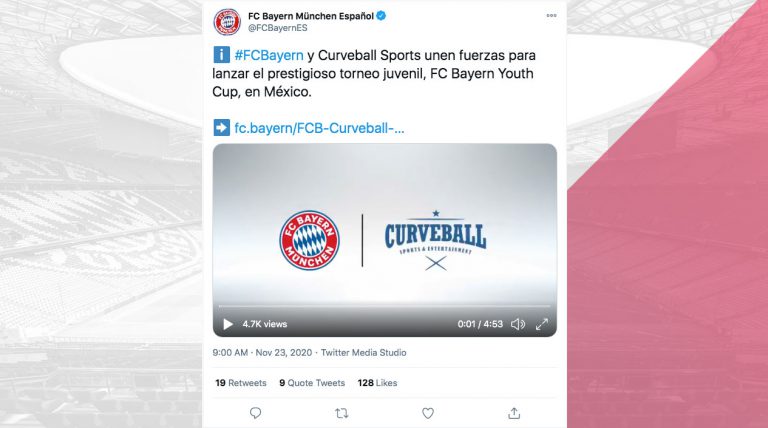 FC Bayern München Español
@FCBayernES
#FCBayern y Curveball Sports unen fuerzas para
lanzar el prestigioso torneo juvenil, FC Bayern Youth
Cup, en México.
fc.bayern/FCB-Curveball-...
FC BAYERN
MÜNCHEN
CURVEBALL
SPORTS & ENTERTAINMENT
4.7K views
0:01 / 4:53
9:00 AM · Nov 23, 2020 · Twitter Media Studio
19 Retweets 9 Quote Tweets 128 Likes